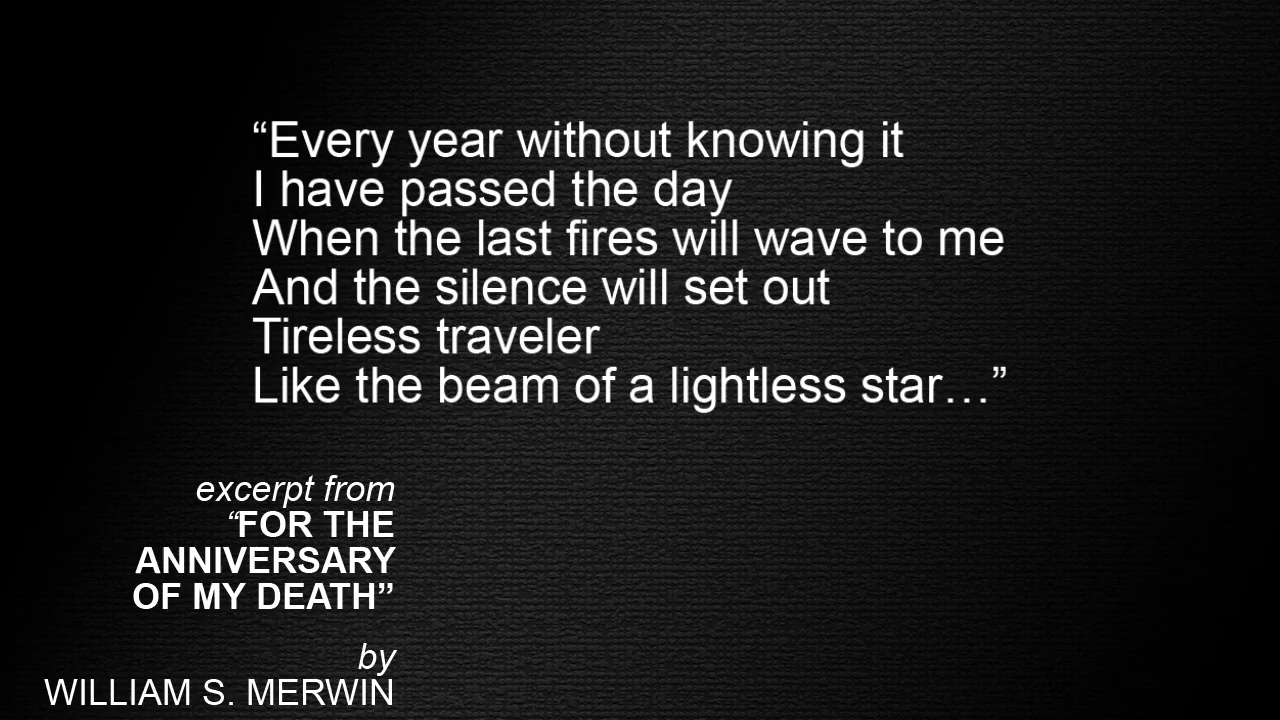 “Every year without knowing it
I have passed the day
When the last fires will wave to me
And the silence will set out
Tireless traveler
Like the beam of a lightless star…”
excerpt from
“FOR THE
ANNIVERSARY
OF MY DEATH”
by
WILLIAM S. MERWIN